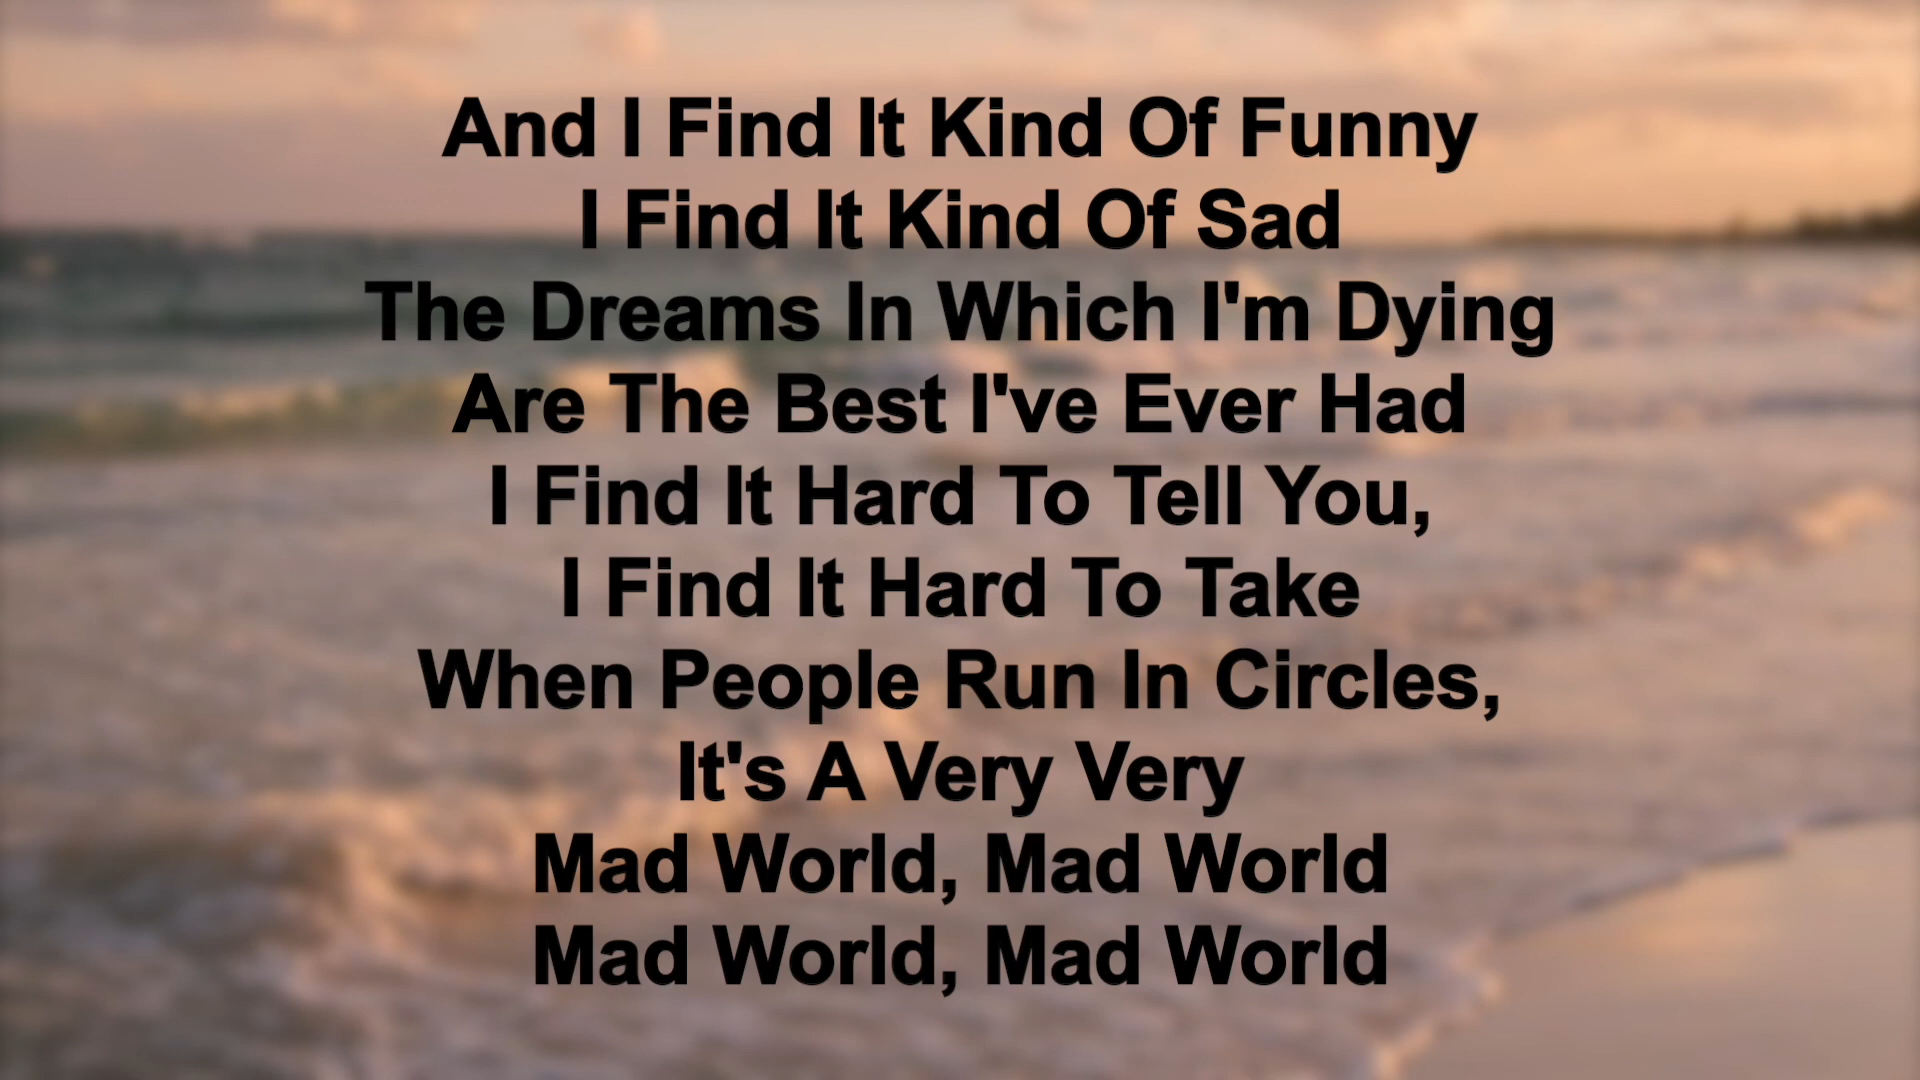 And I Find It Kind Of Funny
I Find It Kind Of Sad
The Dreams In Which I'm Dying
Are The Best I've Ever Had
I Find It Hard To Tell You,
I Find It Hard To Take
When People Run In Circles,
It's A Very Very
Mad World, Mad World
Mad World, Mad World